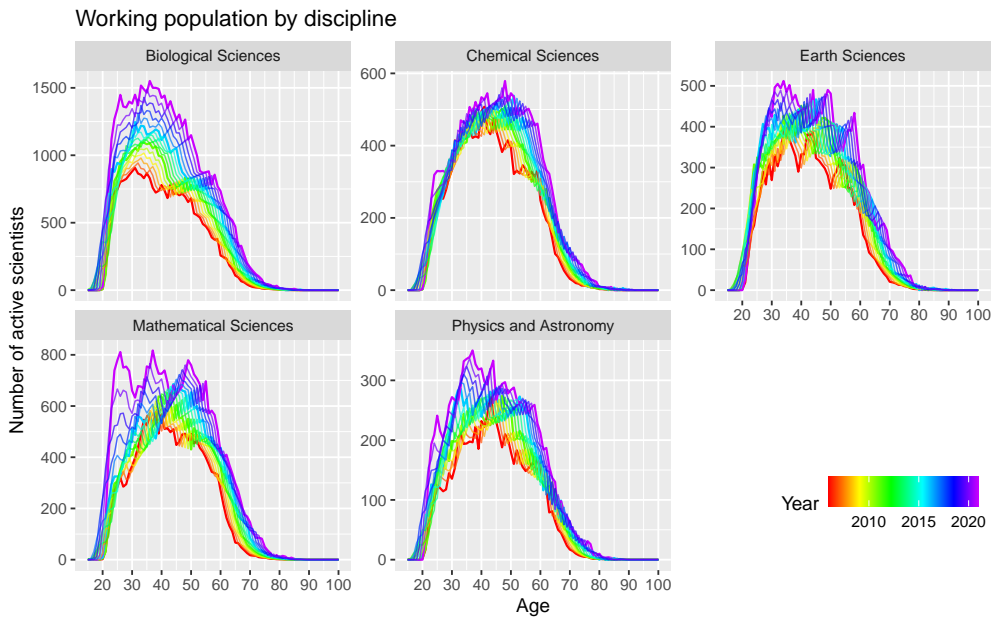 Working population by discipline
Biological Sciences
Chemical Sciences
Earth Sciences
1500
1000
500
0
600
400
200
0
500
400
300
200
100
0
20 30 40 50 60 70 80 90 100
Mathematical Sciences
Physics and Astronomy
800
600
400
200
0
300
200
100
0
20 30 40 50 60 70 80 90 100
20 30 40 50 60 70 80 90 100
Number of active scientists
Age
Year
2010 2015 2020